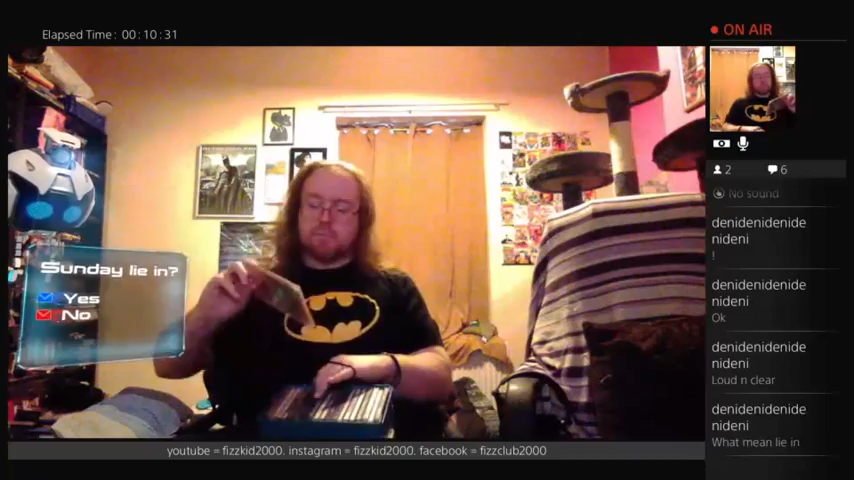 Elapsed Time : 00:10:31
ON AIR
2
6
No sound
denidenidenide
nideni
!
denidenidenide
nideni
Ok
denidenidenide
nideni
Loud n clear
denidenidenide
nideni
What mean lie in
Sunday lie in?
Yes
No
youtube = fizzkid2000. instagram = fizzkid2000. facebook = fizzclub2000